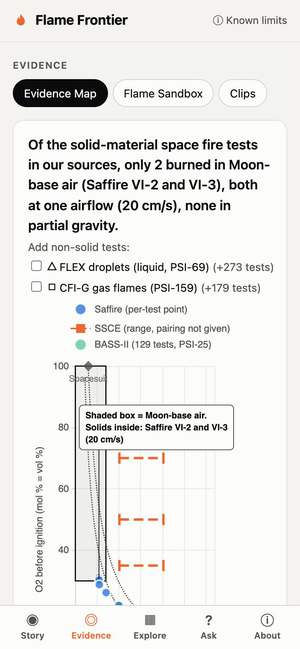 Flame Frontier
ⓘ Known limits
EVIDENCE
Evidence Map
Flame Sandbox
Clips
Of the solid-material space fire tests
in our sources, only 2 burned in Moon-
base air (Saffire VI-2 and VI-3), both
at one airflow (20 cm/s), none in
partial gravity.
Add non-solid tests:
FLEX droplets (liquid, PSI-69) (+273 tests)
CFI-G gas flames (PSI-159) (+179 tests)
Saffire (per-test point)
SSCE (range, pairing not given)
BASS-II (129 tests, PSI-25)
100
Spacesuit
Shaded box = Moon-base air.
Solids inside: Saffire VI-2 and VI-3
(20 cm/s)
80
60
40
O2 before ignition (mol % = vol %)
Story
Evidence
Explore
Ask
About